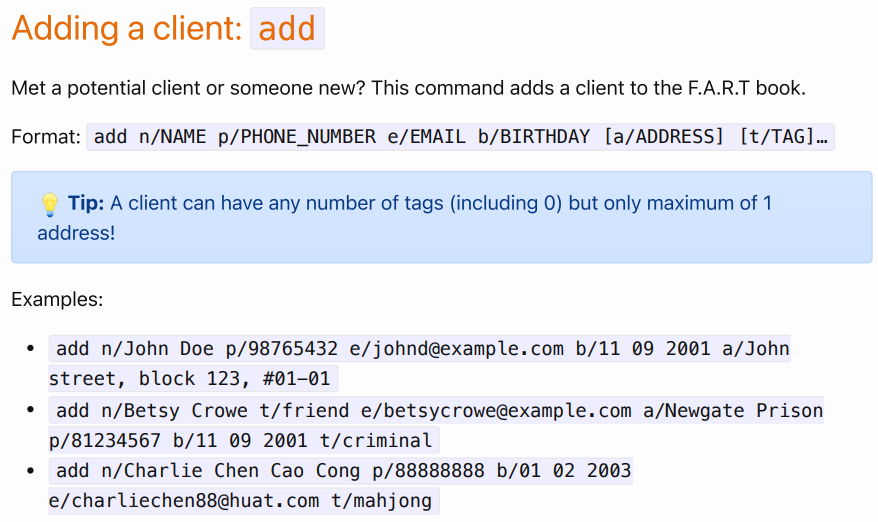 Adding a client: add
Met a potential client or someone new? This command adds a client to the F.A.R.T book.
Format: add n/NAME p/PHONE_NUMBER e/EMAIL b/BIRTHDAY [a/ADDRESS] [t/TAG]…
💡 Tip: A client can have any number of tags (including 0) but only maximum of 1
address!
Examples:
• add n/John Doe p/98765432 e/johnd@example.com b/11 09 2001 a/John
street, block 123, #01-01
• add n/Betsy Crowe t/friend e/betsycrowe@example.com a/Newgate Prison
p/81234567 b/11 09 2001 t/criminal
• add n/Charlie Chen Cao Cong p/88888888 b/01 02 2003
e/charliechen88@huat.com t/mahjong